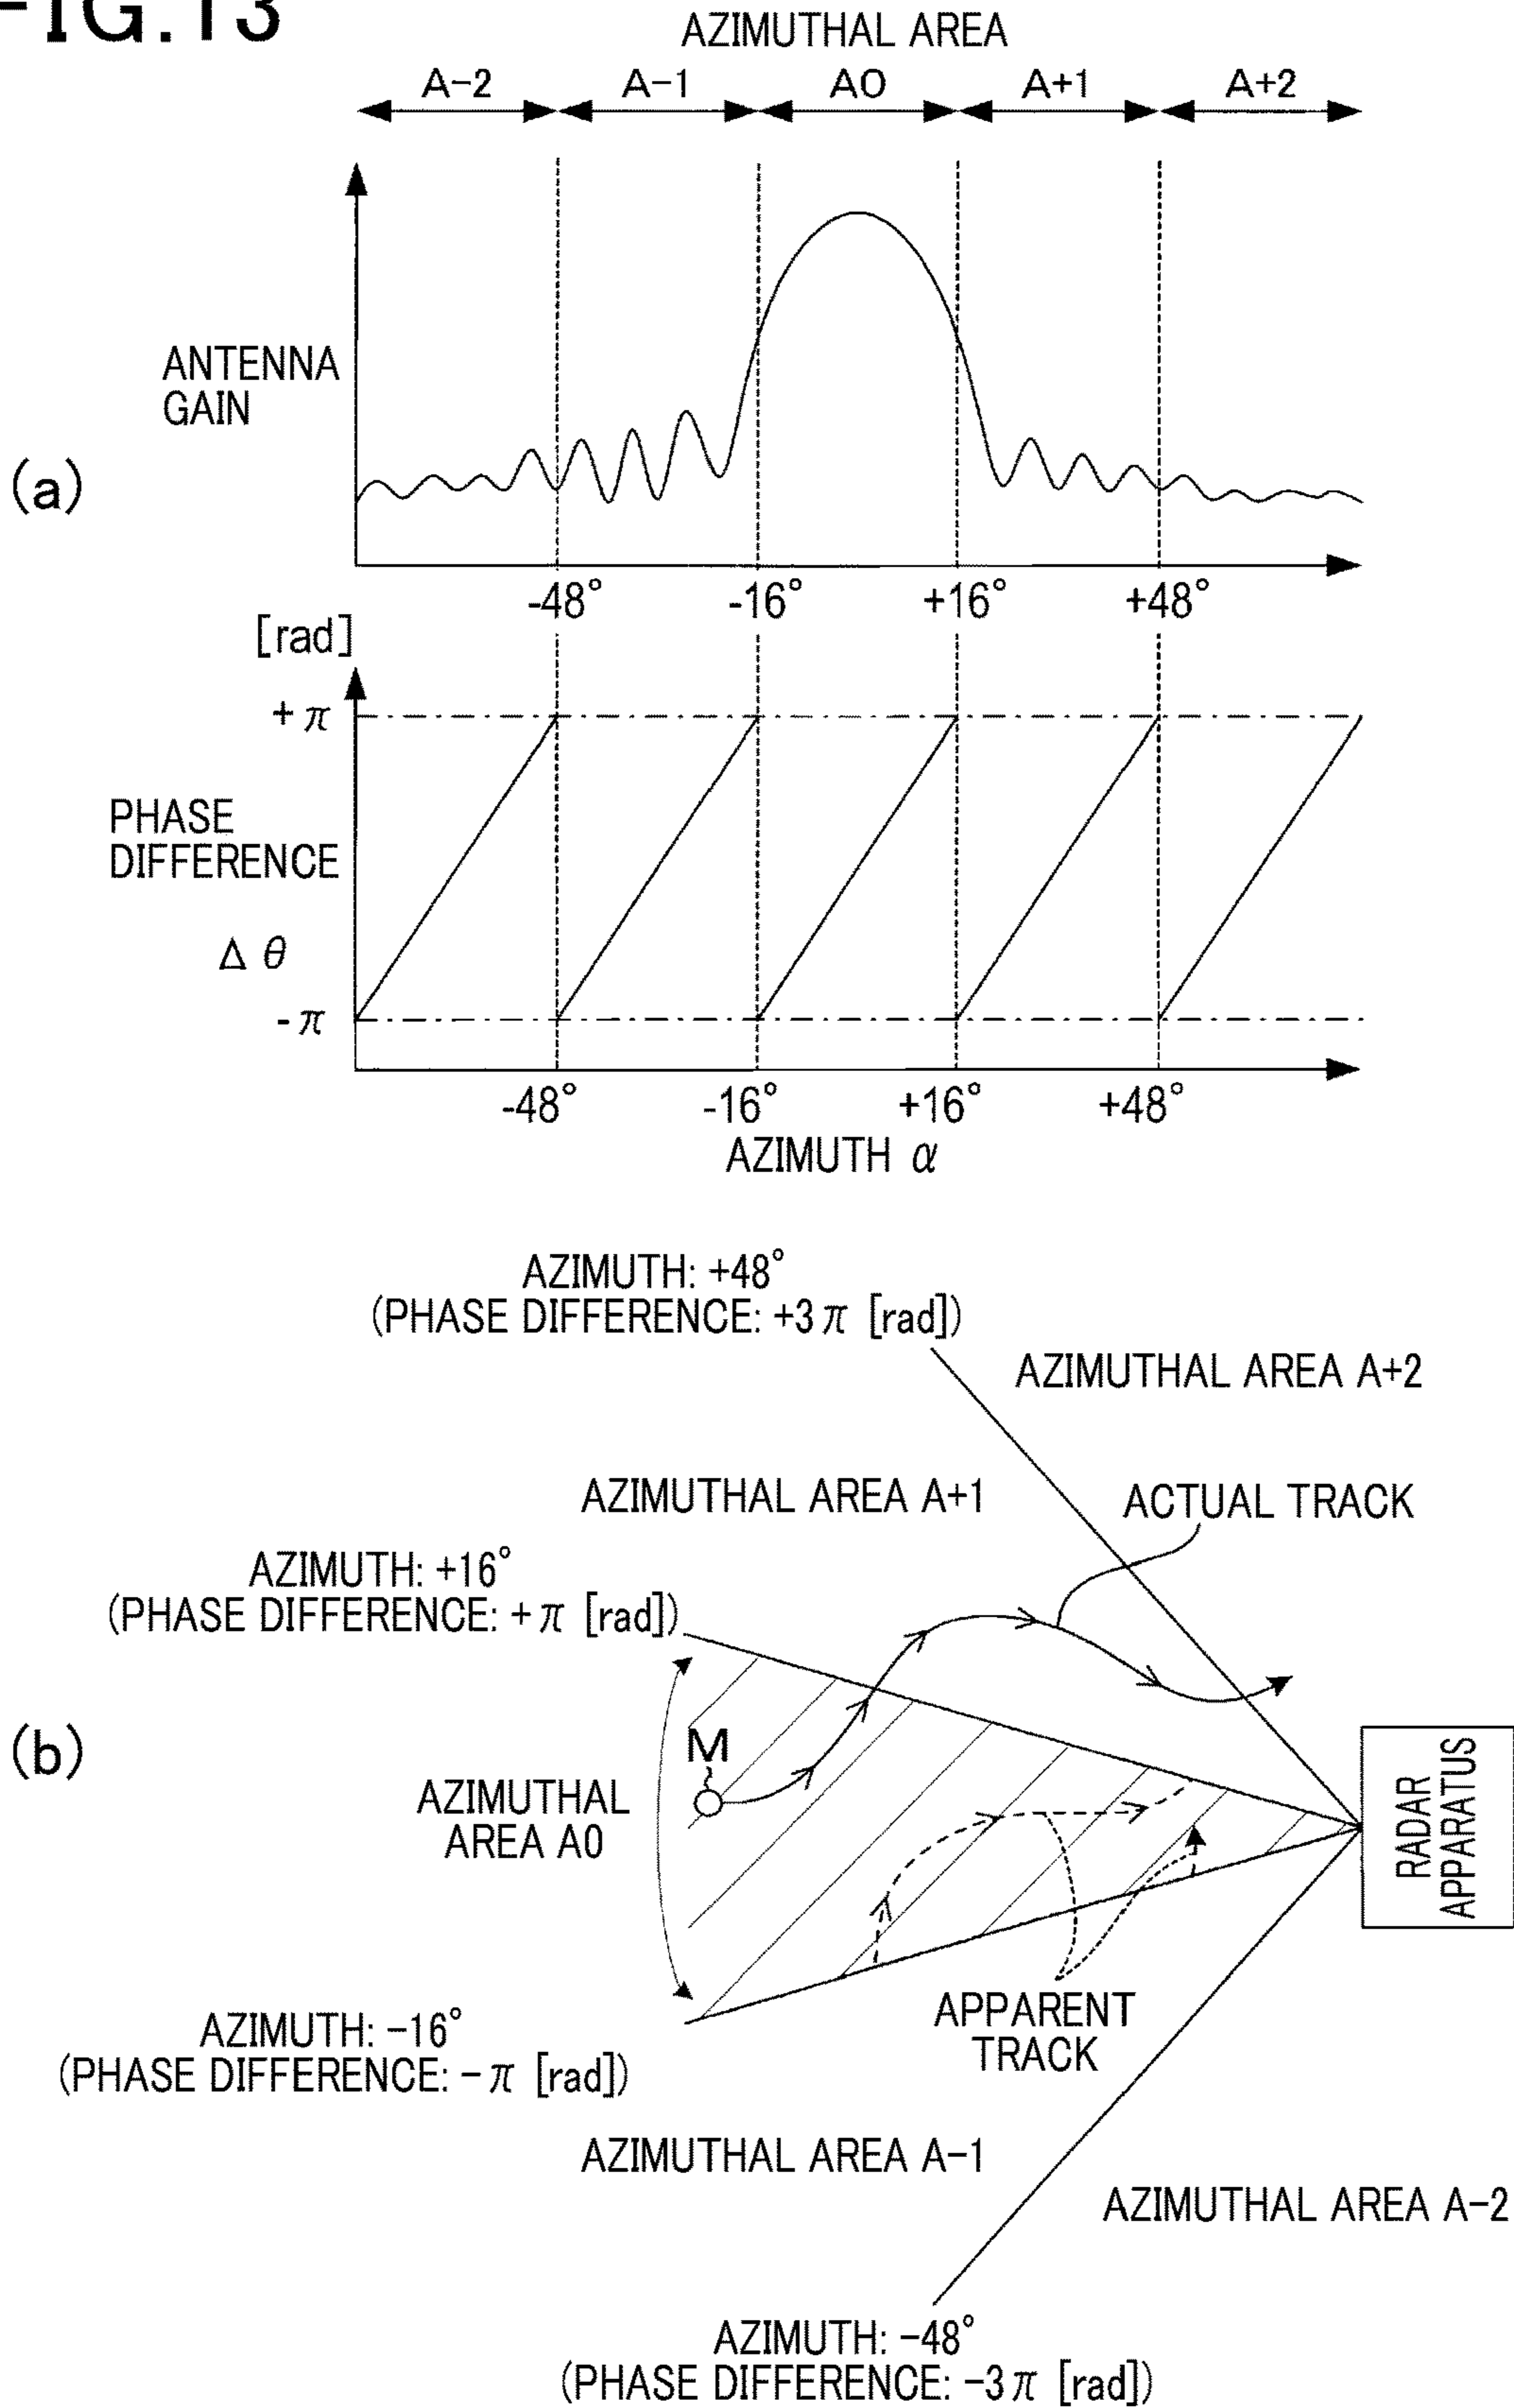 FIG.13
AZIMUTHAL AREA
A-2 A-1 A0 A+1 A+2
ANTENNA
GAIN
(a)
-48° -16° +16° +48°
[rad]
+π
PHASE
DIFFERENCE
Δθ
-π
-48° -16° +16° +48°
AZIMUTH α
AZIMUTH: +48°
(PHASE DIFFERENCE: +3π [rad])
AZIMUTHAL AREA A+2
AZIMUTHAL AREA A+1
ACTUAL TRACK
AZIMUTH: +16°
(PHASE DIFFERENCE: +π [rad])
(b)
M
AZIMUTHAL
AREA A0
RADAR
APPARATUS
APPARENT
TRACK
AZIMUTH: -16°
(PHASE DIFFERENCE: -π [rad])
AZIMUTHAL AREA A-1
AZIMUTHAL AREA A-2
AZIMUTH: -48°
(PHASE DIFFERENCE: -3π [rad])